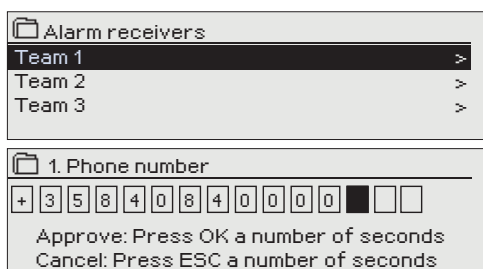 Alarm receivers
Team 1 >
Team 2 >
Team 3 >
1. Phone number
+358408400000
Approve: Press OK a number of seconds
Cancel: Press ESC a number of seconds